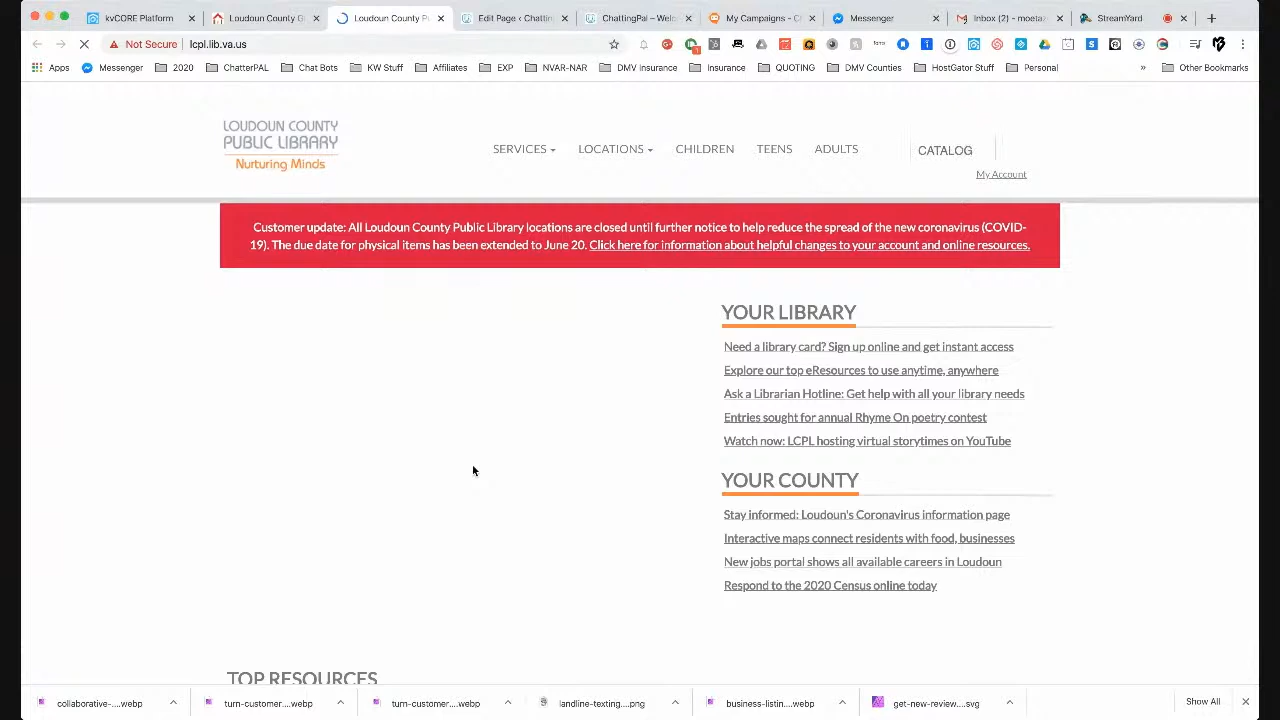 kvCORE Platform
Loudoun County G
Loudoun County P
Edit Page < Chattin
ChattingPal – Welc
My Campaigns - C
Messenger
Inbox (2) - moeta
StreamYard
Not Secure | lcpl.lib.va.us
Apps Messenger 2020 ChatterPAL Chat Bots KW Stuff Affiliates EXP NVAR-NAR DMV insurance Insurance QUOTING DMV Counties HostGator Stuff Personal » Other Bookmarks
LOUDOUN COUNTY
PUBLIC LIBRARY
Nurturing Minds
SERVICES LOCATIONS CHILDREN TEENS ADULTS CATALOG
My Account
Customer update: All Loudoun County Public Library locations are closed until further notice to help reduce the spread of the new coronavirus (COVID-
19). The due date for physical items has been extended to June 20. Click here for information about helpful changes to your account and online resources.
YOUR LIBRARY
Need a library card? Sign up online and get instant access
Explore our top eResources to use anytime, anywhere
Ask a Librarian Hotline: Get help with all your library needs
Entries sought for annual Rhyme On poetry contest
Watch now: LCPL hosting virtual storytimes on YouTube
YOUR COUNTY
Stay informed: Loudoun's Coronavirus information page
Interactive maps connect residents with food, businesses
New jobs portal shows all available careers in Loudoun
Respond to the 2020 Census online today
TOP RESOURCES
collaborative-....webp turn-customer....webp turn-customer....webp landline-texting....png business-listin....webp get-new-review....svg Show All